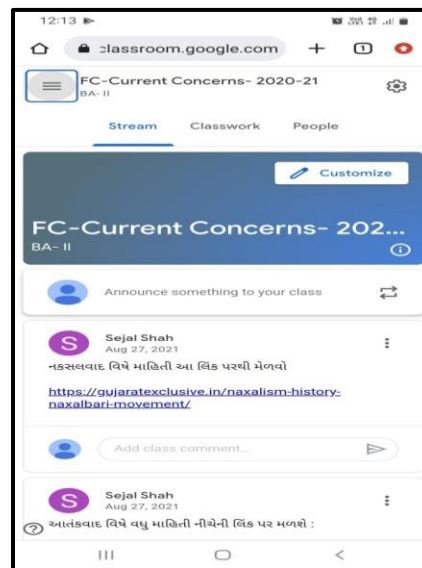 12:13
classroom.google.com
1
FC-Current Concerns- 2020-21
BA- II
Stream Classwork People
Customize
FC-Current Concerns- 202...
BA- II
Announce something to your class
S
Sejal Shah
Aug 27, 2021
નકસલવાદ વિષે માહિતી આ લિંક પરથી મેળવો
https://gujaratexclusive.in/naxalism-history-
naxalbari-movement/
Add class comment...
S
Sejal Shah
Aug 27, 2021
આતંકવાદ વિષે વધુ માહિતી નીચેની લિંક પર મળશે :